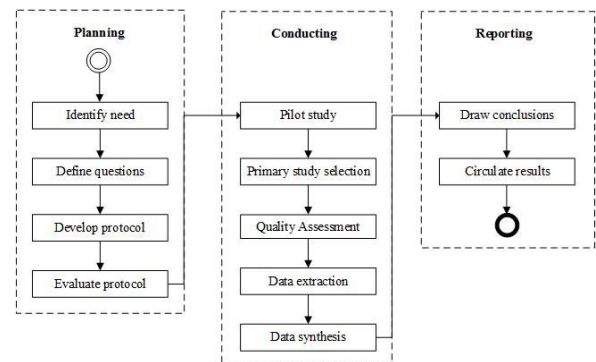 Planning
Identify need
Define questions
Develop protocol
Evaluate protocol
Conducting
Pilot study
Primary study selection
Quality Assessment
Data extraction
Data synthesis
Reporting
Draw conclusions
Circulate results